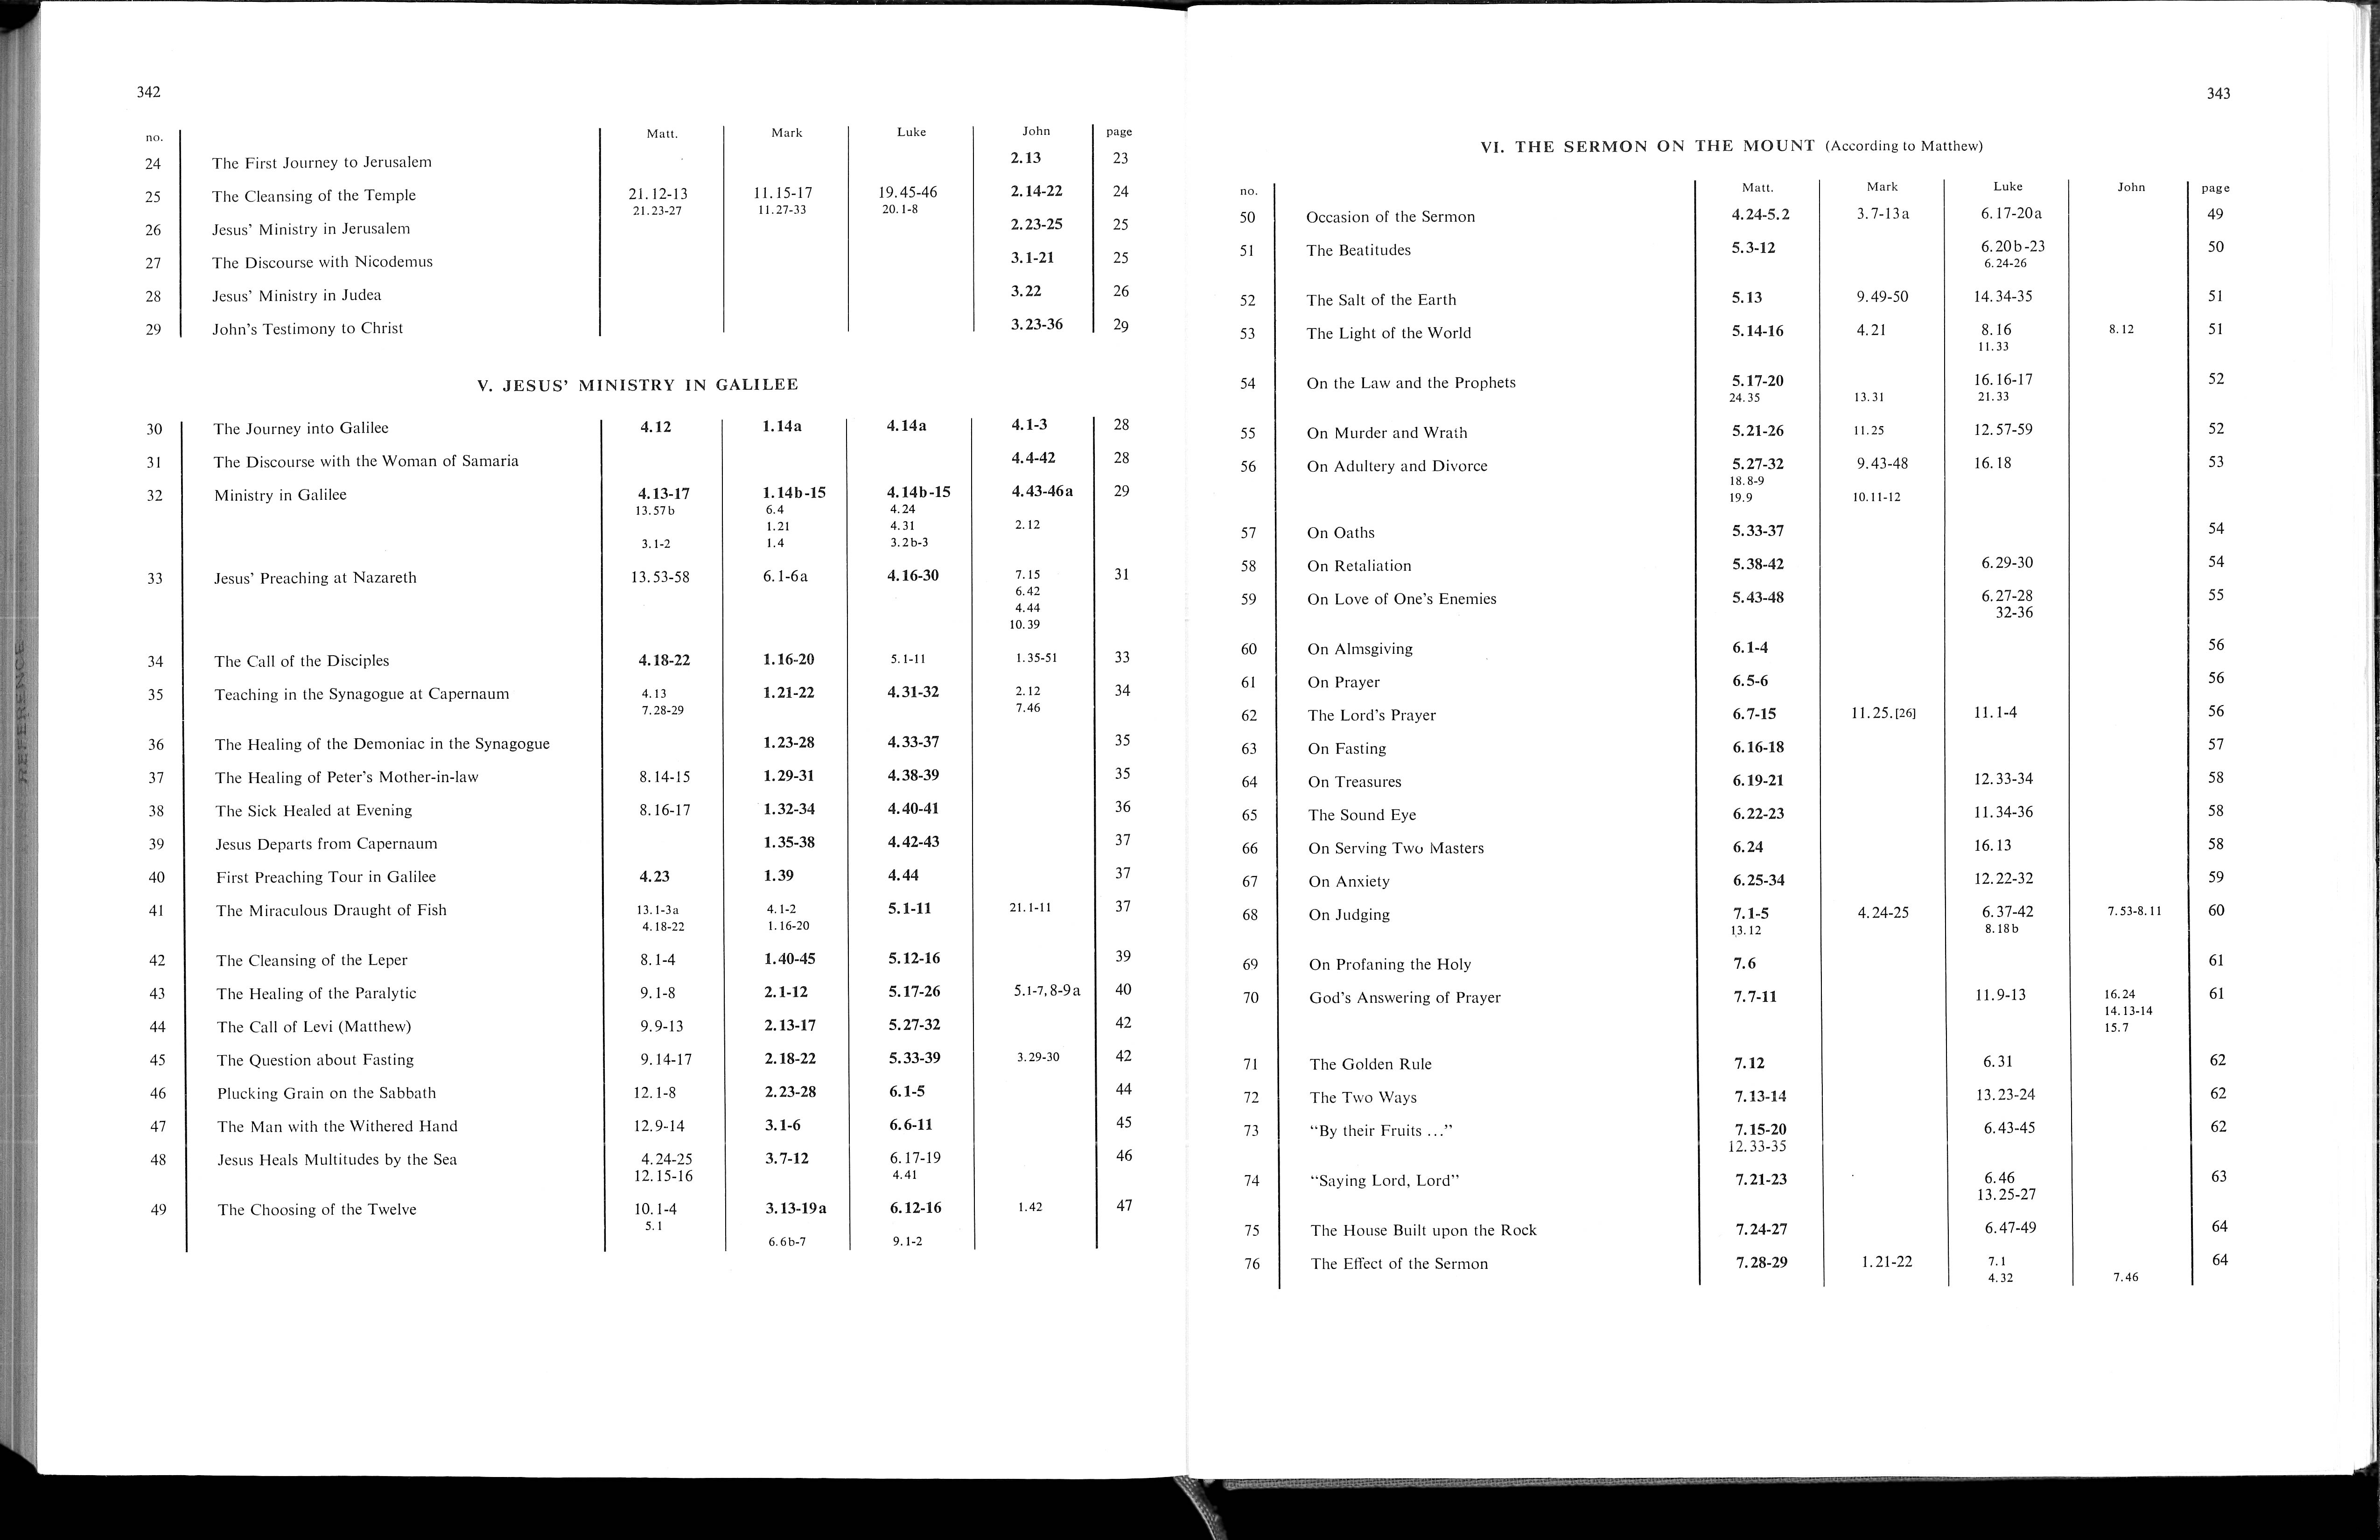 342
no. Matt. Mark Luke John page
24 The First Journey to Jerusalem 2.13 23
25 The Cleansing of the Temple 21.12-13 11.15-17 19.45-46 2.14-22 24
21.23-27 11.27-33 20.1-8
26 Jesus’ Ministry in Jerusalem 2.23-25 25
27 The Discourse with Nicodemus 3.1-21 25
28 Jesus’ Ministry in Judea 3.22 26
29 John’s Testimony to Christ 3.23-36 29
V. JESUS’ MINISTRY IN GALILEE
30 The Journey into Galilee 4.12 1.14a 4.14a 4.1-3 28
31 The Discourse with the Woman of Samaria 4.4-42 28
32 Ministry in Galilee 4.13-17 1.14b-15 4.14b-15 4.43-46a 29
13.57b 6.4 4.24
1.21 4.31 2.12
3.1-2 1.4 3.2b-3
33 Jesus’ Preaching at Nazareth 13.53-58 6.1-6a 4.16-30 7.15 31
6.42
4.44
10.39
34 The Call of the Disciples 4.18-22 1.16-20 5.1-11 1.35-51 33
35 Teaching in the Synagogue at Capernaum 4.13 1.21-22 4.31-32 2.12 34
7.28-29 7.46
36 The Healing of the Demoniac in the Synagogue 1.23-28 4.33-37 35
37 The Healing of Peter’s Mother-in-law 8.14-15 1.29-31 4.38-39 35
38 The Sick Healed at Evening 8.16-17 1.32-34 4.40-41 36
39 Jesus Departs from Capernaum 1.35-38 4.42-43 37
40 First Preaching Tour in Galilee 4.23 1.39 4.44 37
41 The Miraculous Draught of Fish 13.1-3a 4.1-2 5.1-11 21.1-11 37
4.18-22 1.16-20
42 The Cleansing of the Leper 8.1-4 1.40-45 5.12-16 39
43 The Healing of the Paralytic 9.1-8 2.1-12 5.17-26 5.1-7,8-9a 40
44 The Call of Levi (Matthew) 9.9-13 2.13-17 5.27-32 42
45 The Question about Fasting 9.14-17 2.18-22 5.33-39 3.29-30 42
46 Plucking Grain on the Sabbath 12.1-8 2.23-28 6.1-5 44
47 The Man with the Withered Hand 12.9-14 3.1-6 6.6-11 45
48 Jesus Heals Multitudes by the Sea 4.24-25 3.7-12 6.17-19 46
12.15-16 4.41
49 The Choosing of the Twelve 10.1-4 3.13-19a 6.12-16 1.42 47
5.1
6.6b-7 9.1-2
343
VI. THE SERMON ON THE MOUNT (According to Matthew)
no. Matt. Mark Luke John page
50 Occasion of the Sermon 4.24-5.2 3.7-13a 6.17-20a 49
51 The Beatitudes 5.3-12 6.20b-23 50
6.24-26
52 The Salt of the Earth 5.13 9.49-50 14.34-35 51
53 The Light of the World 5.14-16 4.21 8.16 8.12 51
11.33
54 On the Law and the Prophets 5.17-20 16.16-17 52
24.35 13.31 21.33
55 On Murder and Wrath 5.21-26 11.25 12.57-59 52
56 On Adultery and Divorce 5.27-32 9.43-48 16.18 53
18.8-9
19.9 10.11-12
57 On Oaths 5.33-37 54
58 On Retaliation 5.38-42 6.29-30 54
59 On Love of One’s Enemies 5.43-48 6.27-28 55
32-36
60 On Almsgiving 6.1-4 56
61 On Prayer 6.5-6 56
62 The Lord’s Prayer 6.7-15 11.25.[26] 11.1-4 56
63 On Fasting 6.16-18 57
64 On Treasures 6.19-21 12.33-34 58
65 The Sound Eye 6.22-23 11.34-36 58
66 On Serving Two Masters 6.24 16.13 58
67 On Anxiety 6.25-34 12.22-32 59
68 On Judging 7.1-5 4.24-25 6.37-42 7.53-8.11 60
13.12 8.18b
69 On Profaning the Holy 7.6 61
70 God’s Answering of Prayer 7.7-11 11.9-13 16.24 61
14.13-14
15.7
71 The Golden Rule 7.12 6.31 62
72 The Two Ways 7.13-14 13.23-24 62
73 “By their Fruits ...” 7.15-20 6.43-45 62
12.33-35
74 “Saying Lord, Lord” 7.21-23 6.46 63
13.25-27
75 The House Built upon the Rock 7.24-27 6.47-49 64
76 The Effect of the Sermon 7.28-29 1.21-22 7.1 64
4.32 7.46
REFERENCE